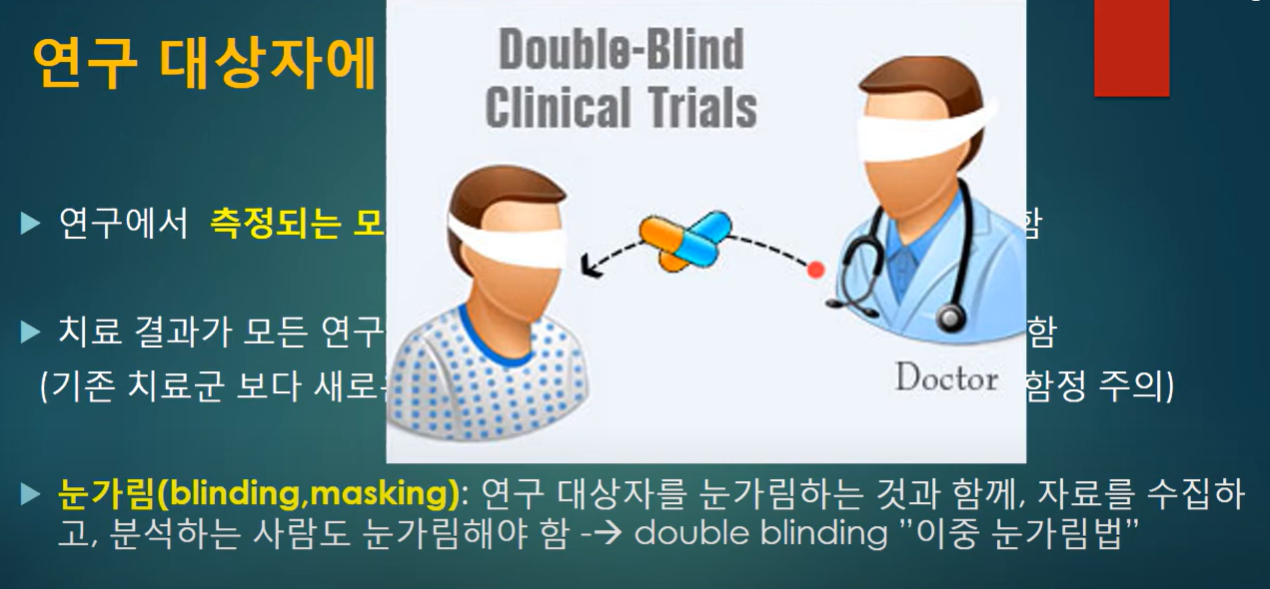 연구 대상자에
Double-Blind
Clinical Trials
연구에서 측정되는 모 함
치료 결과가 모든 연구 함
(기존 치료군 보다 함정 주의)
Doctor
눈가림(blinding,masking): 연구 대상자를 눈가림하는 것과 함께, 자료를 수집하
고, 분석하는 사람도 눈가림해야 함 -→ double blinding ”이중 눈가림법”